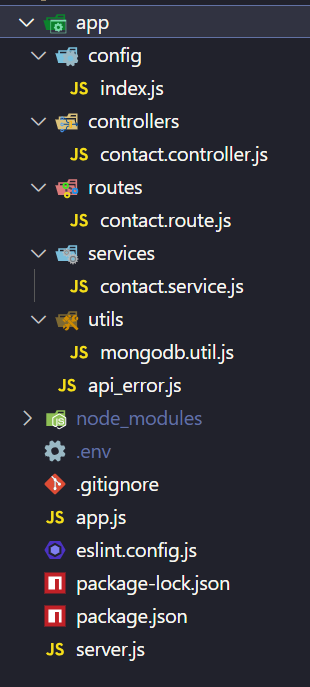 app
config
JS index.js
controllers
JS contact.controller.js
routes
JS contact.route.js
services
JS contact.service.js
utils
JS mongodb.util.js
JS api_error.js
node_modules
.env
.gitignore
JS app.js
eslint.config.js
package-lock.json
package.json
JS server.js